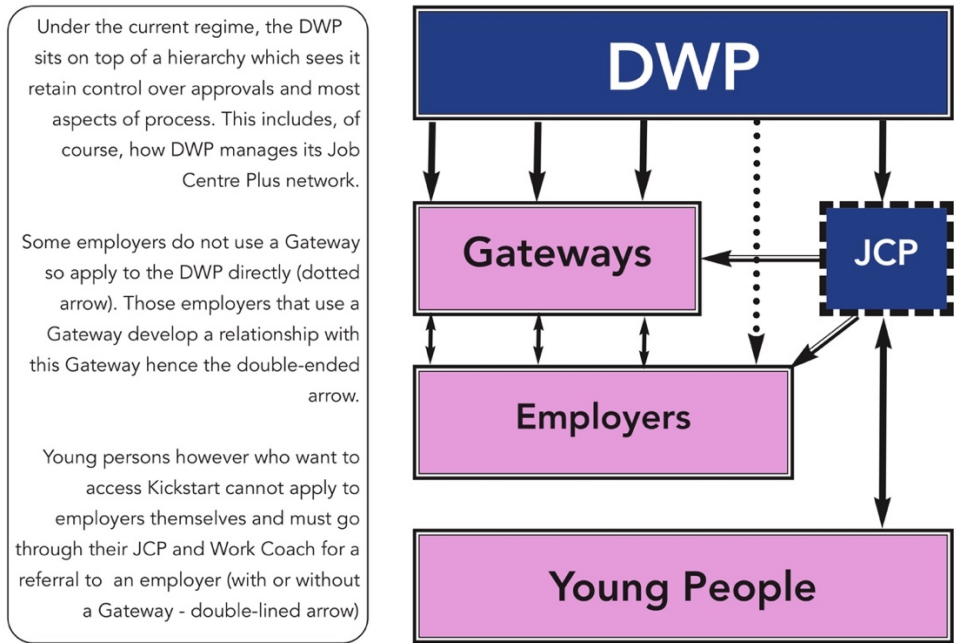 Under the current regime, the DWP
sits on top of a hierarchy which sees it
retain control over approvals and most
aspects of process. This includes, of
course, how DWP manages its Job
Centre Plus network.
Some employers do not use a Gateway
so apply to the DWP directly (dotted
arrow). Those employers that use a
Gateway develop a relationship with
this Gateway hence the double-ended
arrow.
Young persons however who want to
access Kickstart cannot apply to
employers themselves and must go
through their JCP and Work Coach for a
referral to an employer (with or without
a Gateway - double-lined arrow)
DWP
Gateways
JCP
Employers
Young People